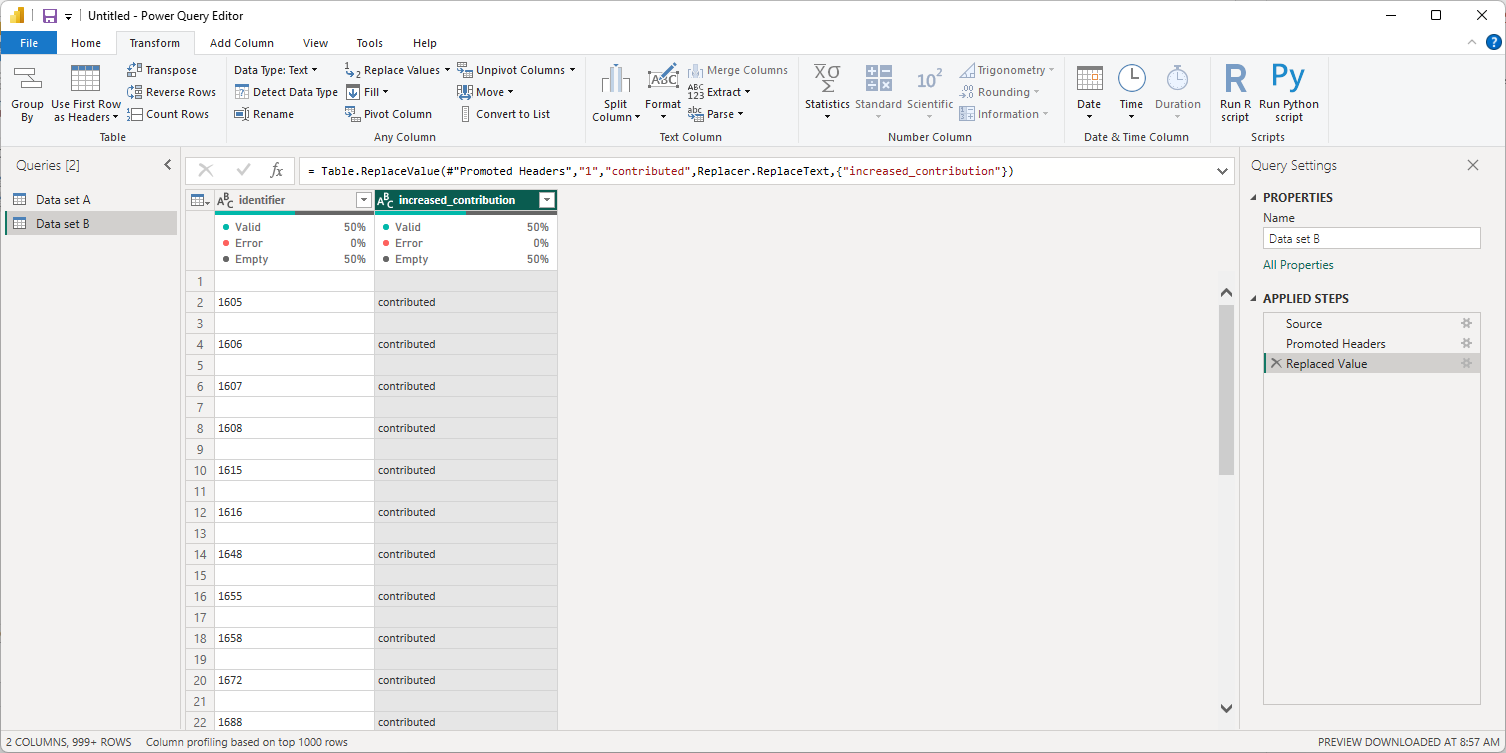 Untitled - Power Query Editor
File Home Transform Add Column View Tools Help
Group By
Use First Row as Headers
Transpose
Reverse Rows
Count Rows
Table
Data Type: Text
Detect Data Type
Rename
Replace Values
Fill
Pivot Column
Unpivot Columns
Move
Convert to List
Any Column
Split Column
Format
Merge Columns
Extract
Parse
Text Column
Statistics
Standard
Scientific
Trigonometry
Rounding
Information
Number Column
Date
Time
Duration
Date & Time Column
Run R script
Run Python script
Scripts
Queries [2]
Data set A
Data set B
= Table.ReplaceValue(#"Promoted Headers","1","contributed",Replacer.ReplaceText,{"increased_contribution"})
identifier increased_contribution
Valid 50% Valid 50%
Error 0% Error 0%
Empty 50% Empty 50%
1
2 1605 contributed
3
4 1606 contributed
5
6 1607 contributed
7
8 1608 contributed
9
10 1615 contributed
11
12 1616 contributed
13
14 1648 contributed
15
16 1655 contributed
17
18 1658 contributed
19
20 1672 contributed
21
22 1688 contributed
Query Settings
PROPERTIES
Name
Data set B
All Properties
APPLIED STEPS
Source
Promoted Headers
Replaced Value
2 COLUMNS, 999+ ROWS Column profiling based on top 1000 rows PREVIEW DOWNLOADED AT 8:57 AM